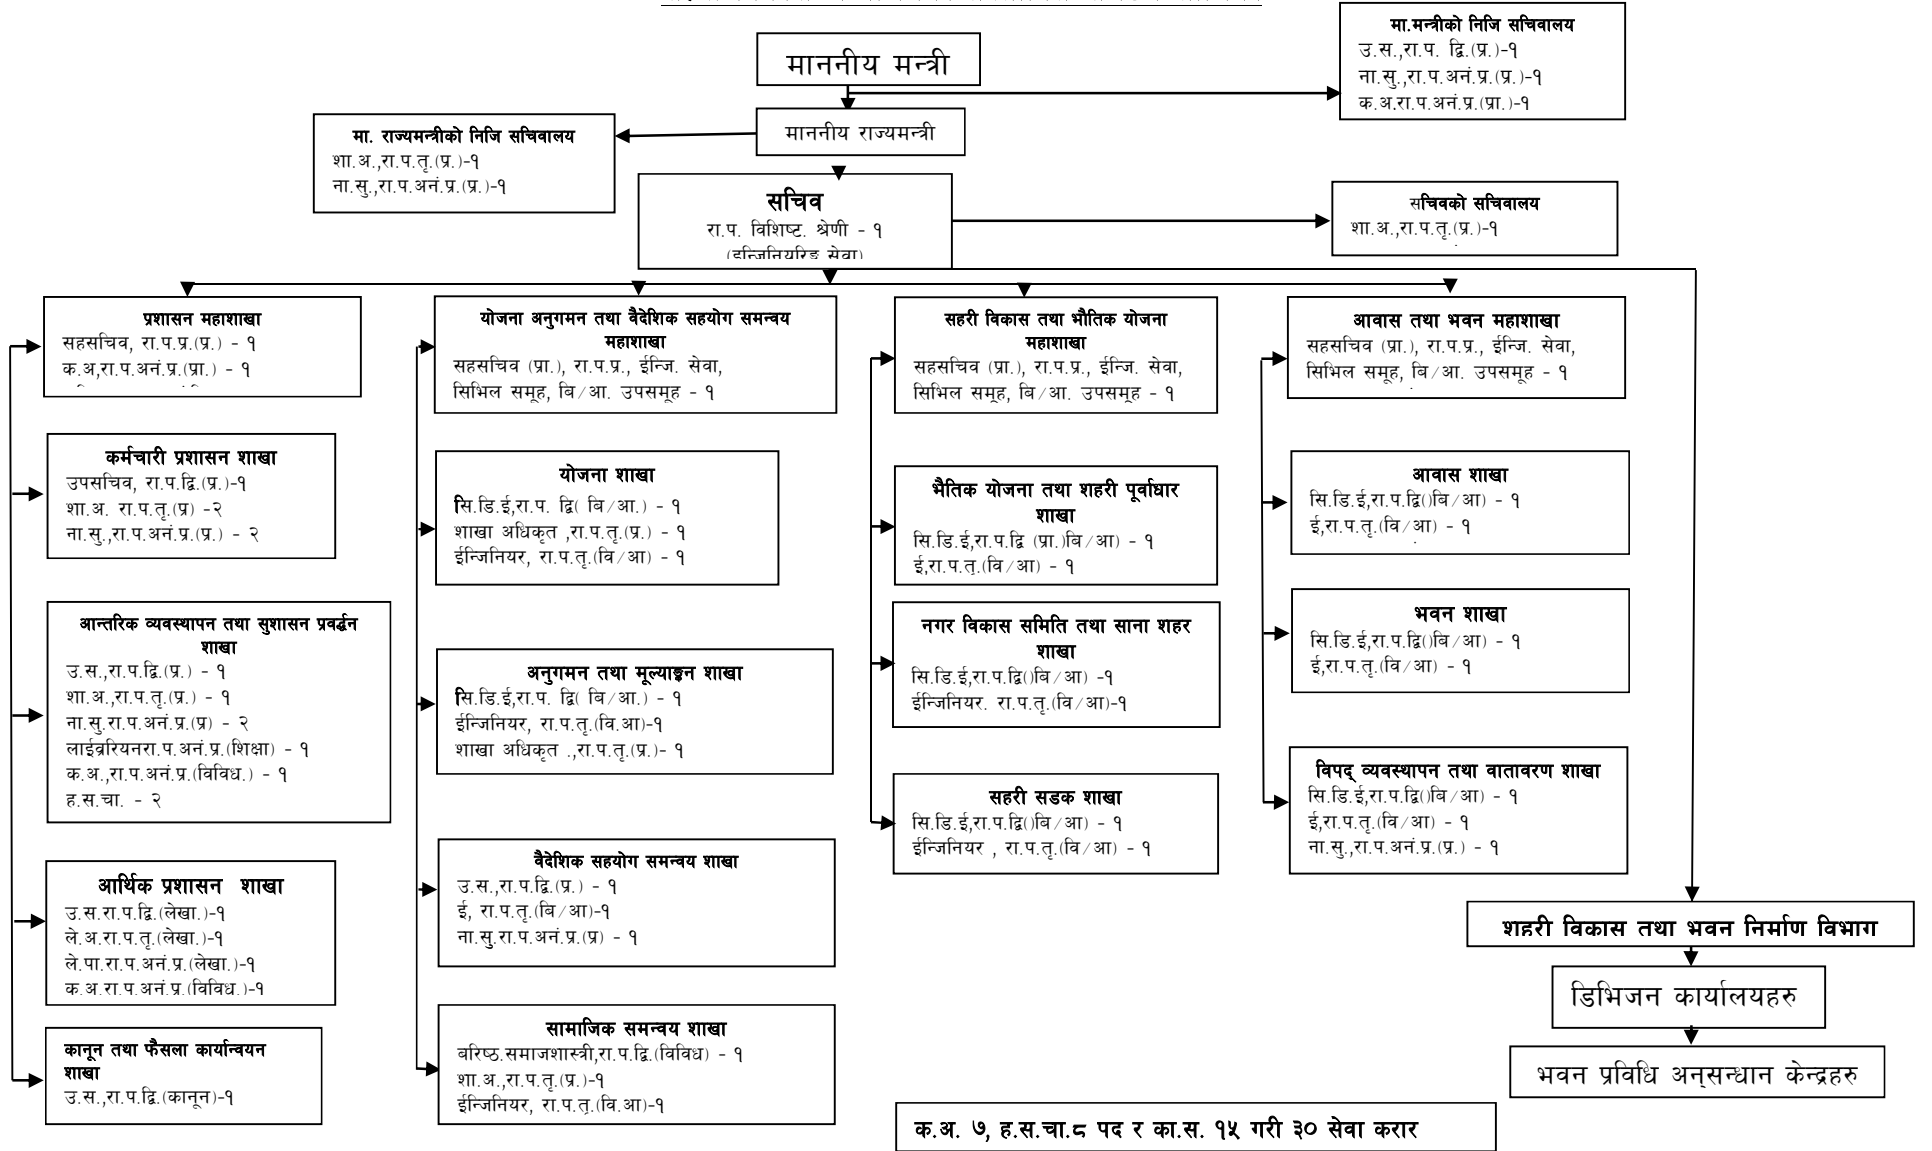 मा.मन्त्रीको निजि सचिवालय
उ.स.,रा.प. द्वि.(प्र.)-१
ना.सु.,रा.प.अनं.प्र.(प्र.)-१
क.अ.रा.प.अनं.प्र.(प्रा.)-१
माननीय मन्त्री
माननीय राज्यमन्त्री
मा. राज्यमन्त्रीको निजि सचिवालय
शा.अ.,रा.प.तृ.(प्र.)-१
ना.सु.,रा.प.अनं.प्र.(प्र.)-१
सचिव
रा.प. विशिष्ट. श्रेणी - १
(इन्जिनियरिङ्ग सेवा)
सचिवको सचिवालय
शा.अ.,रा.प.तृ.(प्र.)-१
प्रशासन महाशाखा
सहसचिव, रा.प.प्र.(प्र.) - १
क.अ,रा.प.अनं.प्र.(प्रा.) - १
कर्मचारी प्रशासन शाखा
उपसचिव, रा.प.द्वि.(प्र.)-१
शा.अ. रा.प.तृ.(प्र) -२
ना.सु.,रा.प.अनं.प्र.(प्र.) - २
आन्तरिक व्यवस्थापन तथा सुशासन प्रवर्द्धन
शाखा
उ.स.,रा.प.द्वि.(प्र.) - १
शा.अ.,रा.प.तृ.(प्र.) - १
ना.सु.रा.प.अनं.प्र.(प्र) - २
लाईब्ररियनरा.प.अनं.प्र.(शिक्षा) - १
क.अ.,रा.प.अनं.प्र.(विविध.) - १
ह.स.चा. - २
आर्थिक प्रशासन शाखा
उ.स.रा.प.द्वि.(लेखा.)-१
ले.अ.रा.प.तृ.(लेखा.)-१
ले.पा.रा.प.अनं.प्र.(लेखा.)-१
क.अ.रा.प.अनं.प्र.(विविध.)-१
कानून तथा फैसला कार्यान्वयन
शाखा
उ.स.,रा.प.द्वि.(कानून)-१
योजना अनुगमन तथा वैदेशिक सहयोग समन्वय
महाशाखा
सहसचिव (प्रा.), रा.प.प्र., ईन्जि. सेवा,
सिभिल समूह, बि/आ. उपसमूह - १
योजना शाखा
सि.डि.ई,रा.प. द्वि( बि/आ.) - १
शाखा अधिकृत ,रा.प.तृ.(प्र.) - १
ईन्जिनियर, रा.प.तृ.(वि/आ) - १
अनुगमन तथा मूल्याङ्कन शाखा
सि.डि.ई,रा.प. द्वि( बि/आ.) - १
ईन्जिनियर, रा.प.तृ.(वि.आ)-१
शाखा अधिकृत .,रा.प.तृ.(प्र.)- १
वैदेशिक सहयोग समन्वय शाखा
उ.स.,रा.प.द्वि.(प्र.) - १
ई, रा.प.तृ.(बि/आ)-१
ना.सु.रा.प.अनं.प्र.(प्र) - १
सामाजिक समन्वय शाखा
बरिष्ठ.समाजशास्त्री,रा.प.द्वि.(विविध) - १
शा.अ.,रा.प.तृ.(प्र.)-१
ईन्जिनियर, रा.प.तृ.(वि.आ)-१
सहरी विकास तथा भौतिक योजना
महाशाखा
सहसचिव (प्रा.), रा.प.प्र., ईन्जि. सेवा,
सिभिल समूह, बि/आ. उपसमूह - १
भैतिक योजना तथा शहरी पूर्वाधार
शाखा
सि.डि.ई,रा.प.द्वि (प्रा.)बि/आ) - १
ई,रा.प.तृ.(वि/आ) - १
नगर विकास समिति तथा साना शहर
शाखा
सि.डि.ई,रा.प.द्वि()बि/आ) -१
ईन्जिनियर. रा.प.तृ.(वि/आ)-१
सहरी सडक शाखा
सि.डि.ई,रा.प.द्वि()बि/आ) - १
ईन्जिनियर , रा.प.तृ.(वि/आ) - १
आवास तथा भवन महाशाखा
सहसचिव (प्रा.), रा.प.प्र., ईन्जि. सेवा,
सिभिल समूह, बि/आ. उपसमूह - १
आवास शाखा
सि.डि.ई,रा.प.द्वि()बि/आ) - १
ई,रा.प.तृ.(वि/आ) - १
भवन शाखा
सि.डि.ई,रा.प.द्वि()बि/आ) - १
ई,रा.प.तृ.(वि/आ) - १
विपद् व्यवस्थापन तथा वातावरण शाखा
सि.डि.ई,रा.प.द्वि()बि/आ) - १
ई,रा.प.तृ.(वि/आ) - १
ना.सु.,रा.प.अनं.प्र.(प्र.) - १
शहरी विकास तथा भवन निर्माण विभाग
डिभिजन कार्यालयहरु
भवन प्रविधि अनुसन्धान केन्द्रहरु
क.अ. ७, ह.स.चा.८ पद र का.स. १५ गरी ३० सेवा करार